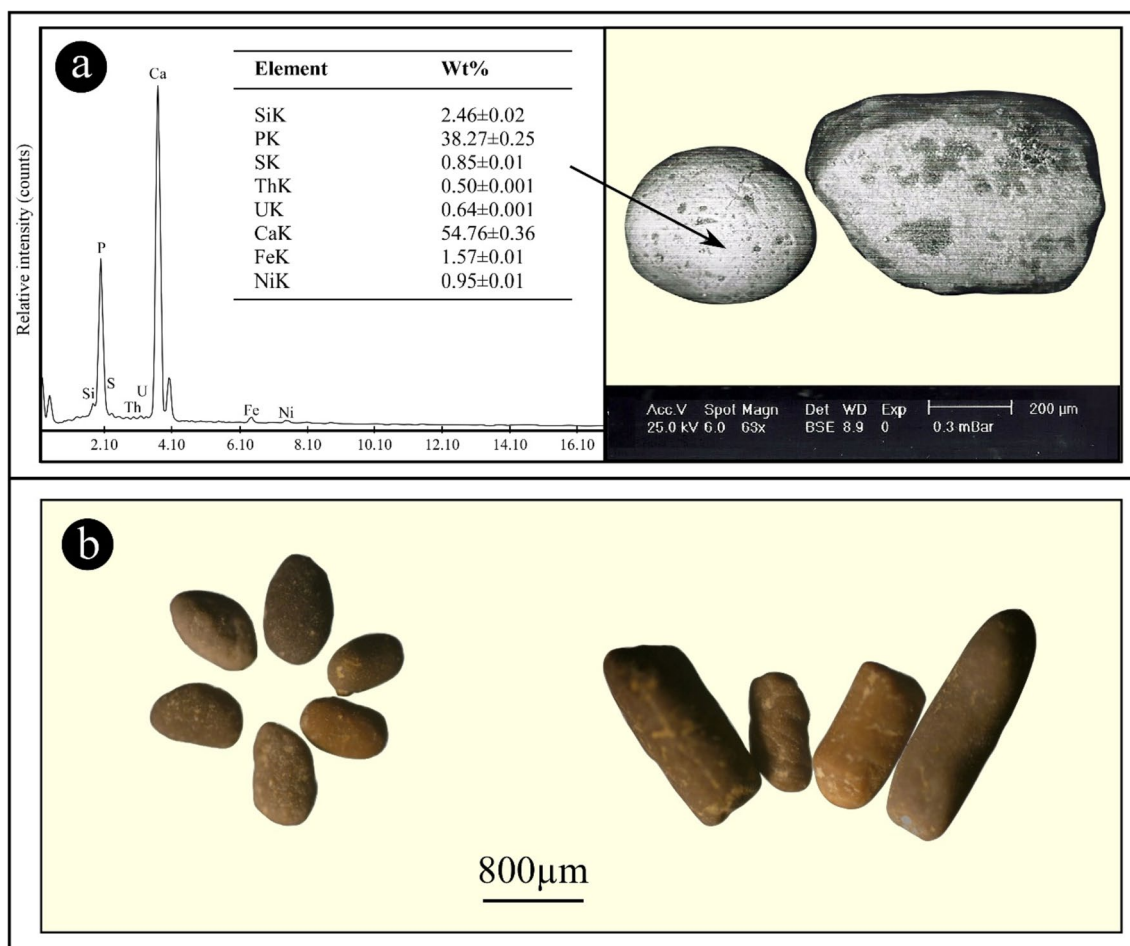 a
Relative intensity (counts)
Ca
P
Si
S
Th
U
Fe
Ni
2.10 4.10 6.10 8.10 10.10 12.10 14.10 16.10
Element Wt%
SiK 2.46±0.02
PK 38.27±0.25
SK 0.85±0.01
ThK 0.50±0.001
UK 0.64±0.001
CaK 54.76±0.36
FeK 1.57±0.01
NiK 0.95±0.01
Acc.V Spot Magn Det WD Exp 200 µm
25.0 kV 6.0 63x BSE 8.9 0 0.3 mBar
b
800µm